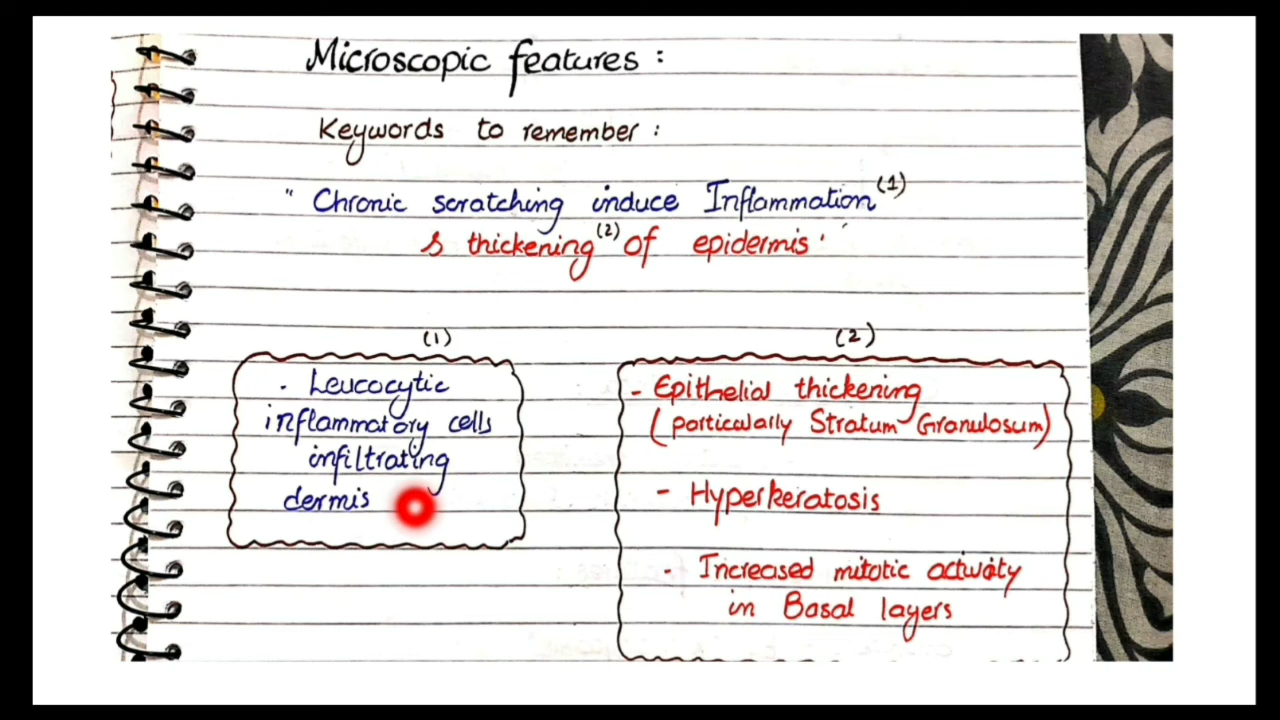 Microscopic features :
Keywords to remember :
" Chronic scratching induce Inflammation (1)
& thickening (2) of epidermis "
(1)
· Leucocytic
inflammatory cells
infiltrating
dermis
(2)
- Epithelial thickening
(particularly Stratum Granulosum)
- Hyperkeratosis
- Increased mitotic activity
in Basal layers